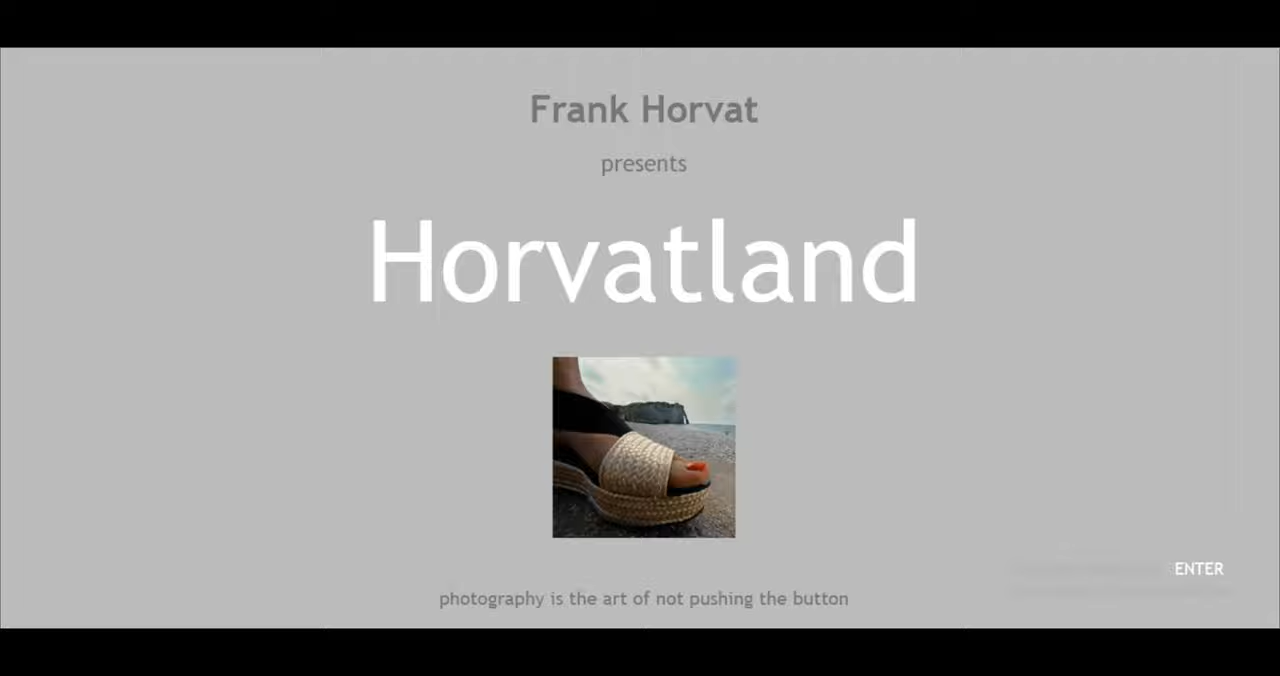 Frank Horvat
presents
Horvatland
ENTER
photography is the art of not pushing the button